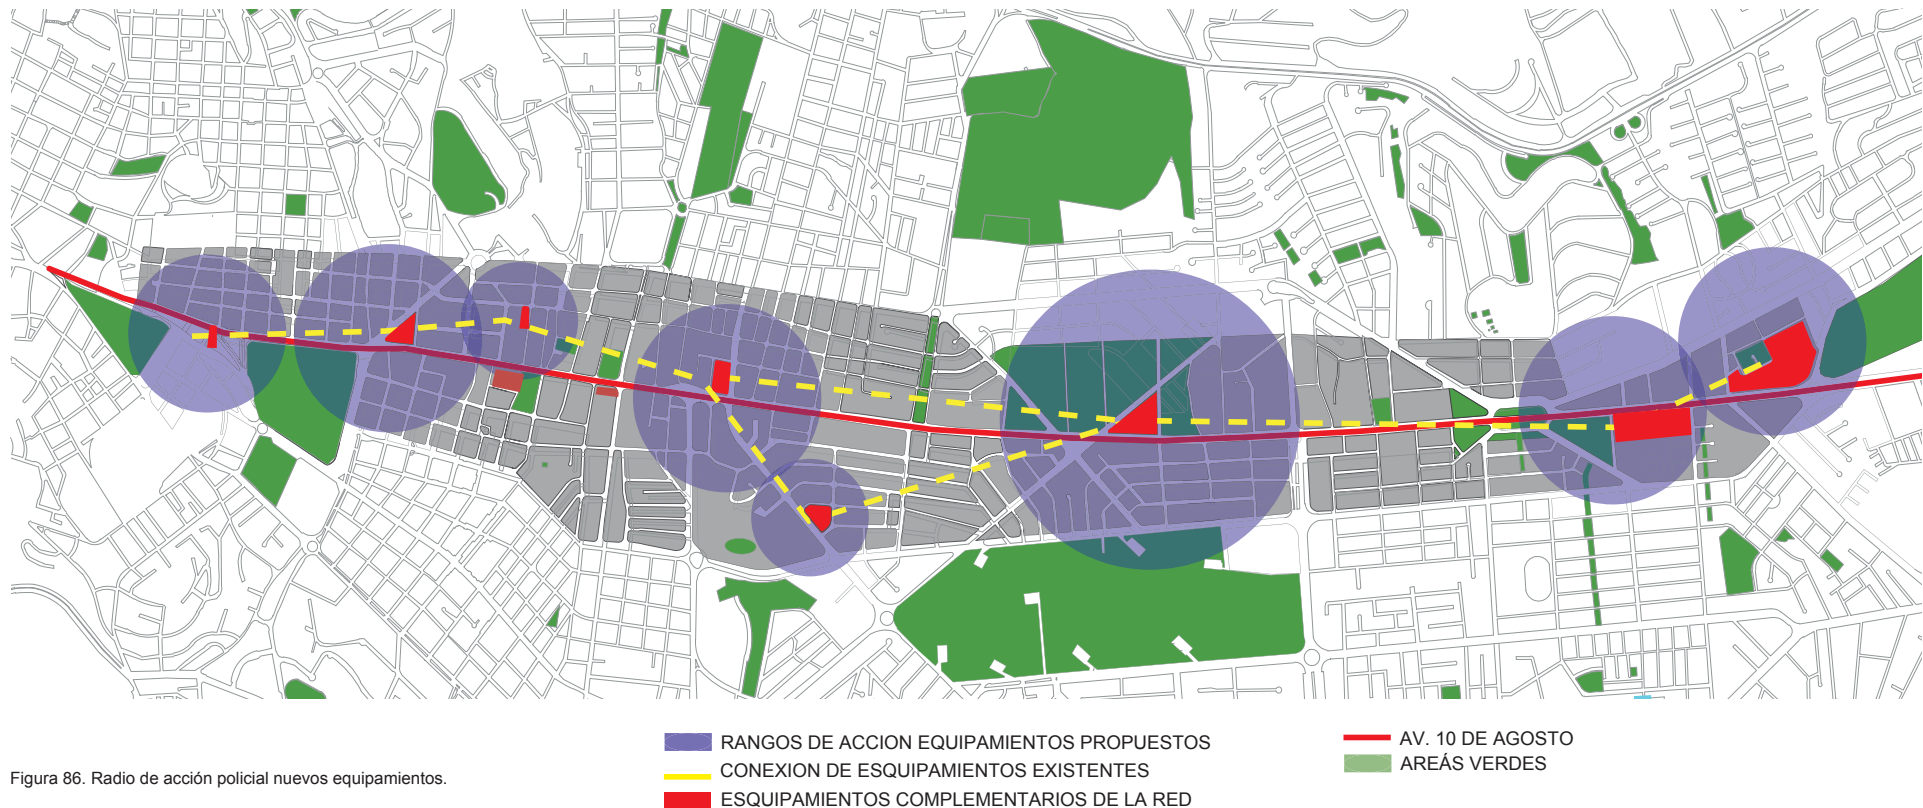 RANGOS DE ACCION EQUIPAMIENTOS PROPUESTOS
CONEXION DE ESQUIPAMIENTOS EXISTENTES
ESQUIPAMIENTOS COMPLEMENTARIOS DE LA RED
AV. 10 DE AGOSTO
AREÁS VERDES
Figura 86. Radio de acción policial nuevos equipamientos.